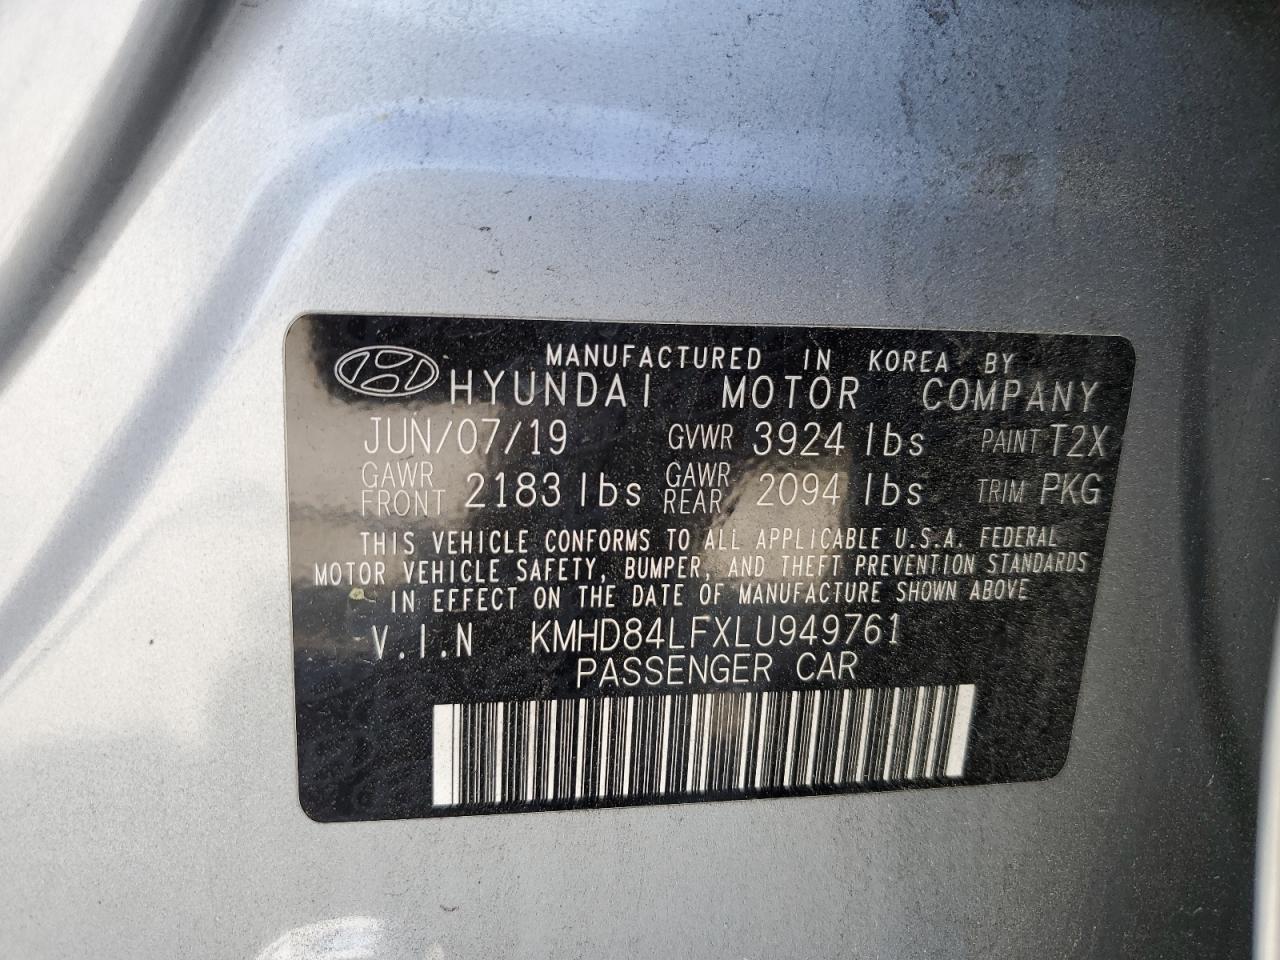 MANUFACTURED IN KOREA BY
HYUNDAI MOTOR COMPANY
JUN/07/19 GVWR 3924 lbs PAINT T2X
GAWR FRONT 2183 lbs GAWR REAR 2094 lbs TRIM PKG
THIS VEHICLE CONFORMS TO ALL APPLICABLE U.S.A. FEDERAL
MOTOR VEHICLE SAFETY, BUMPER, AND THEFT PREVENTION STANDARDS
IN EFFECT ON THE DATE OF MANUFACTURE SHOWN ABOVE
V.I.N KMHD84LFXLU949761
PASSENGER CAR